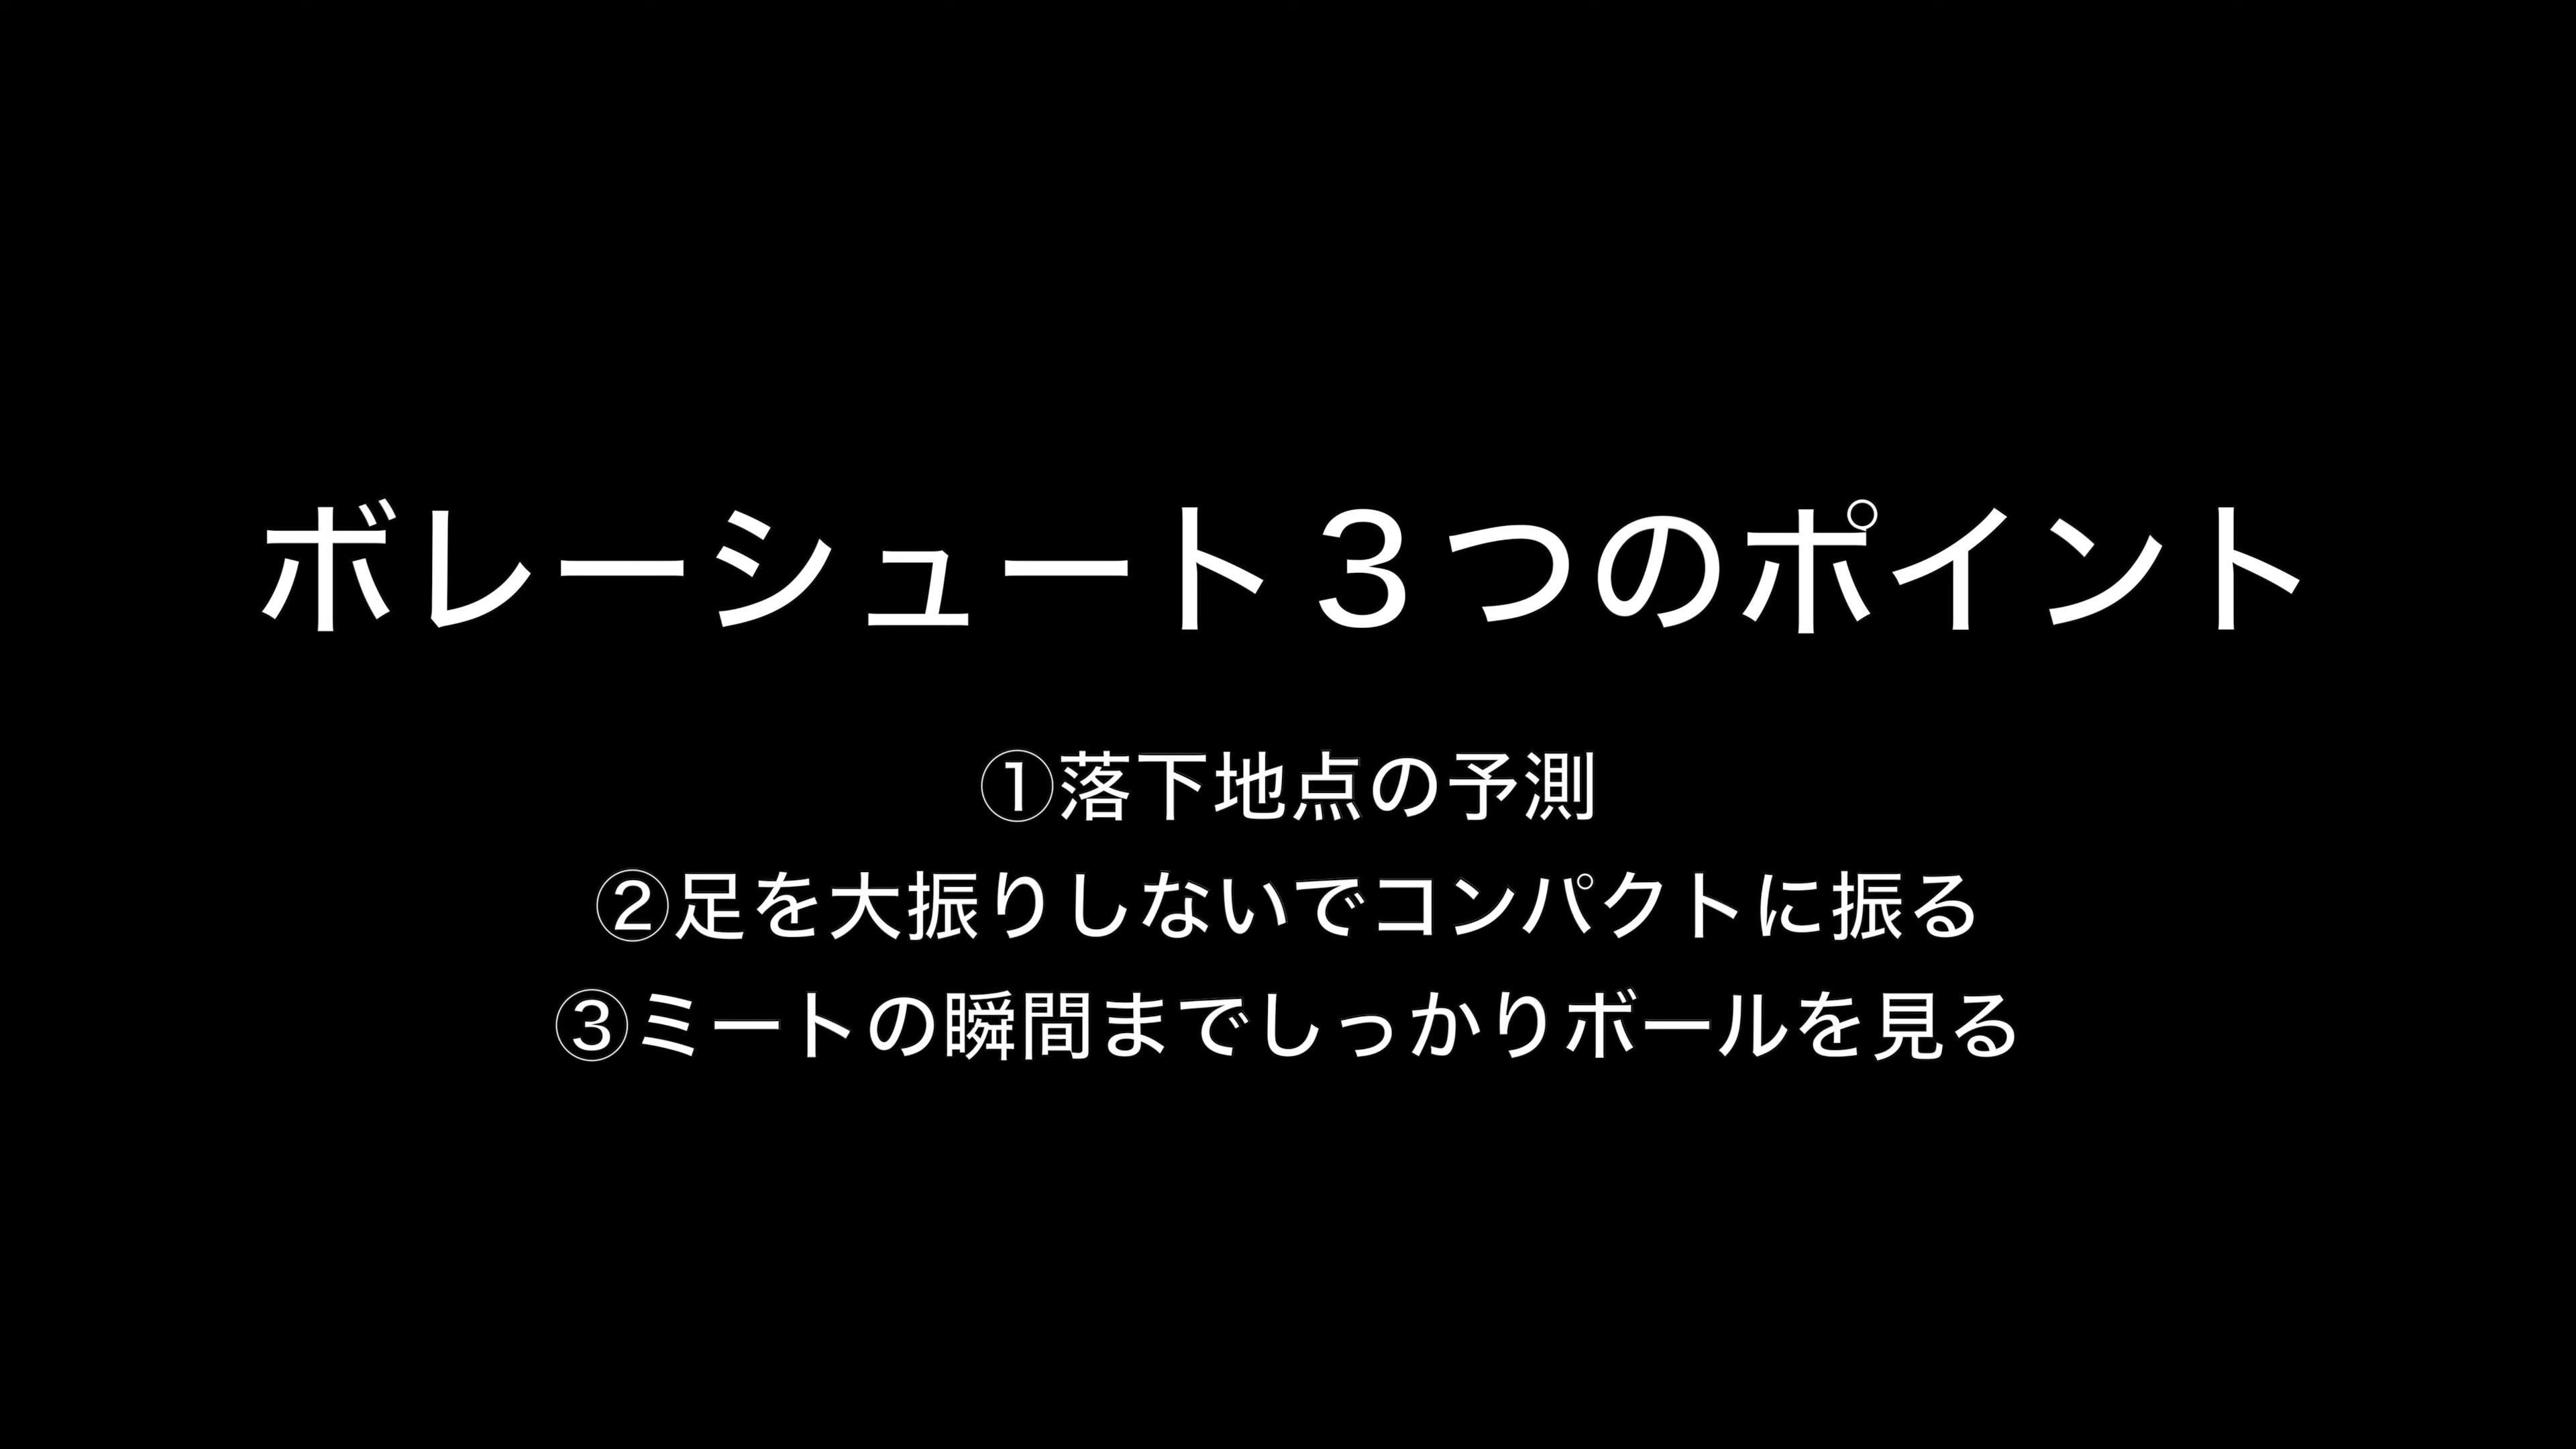 ボレーシュート３つのポイント
①落下地点の予測
②足を大振りしないでコンパクトに振る
③ミートの瞬間までしっかりボールを見る